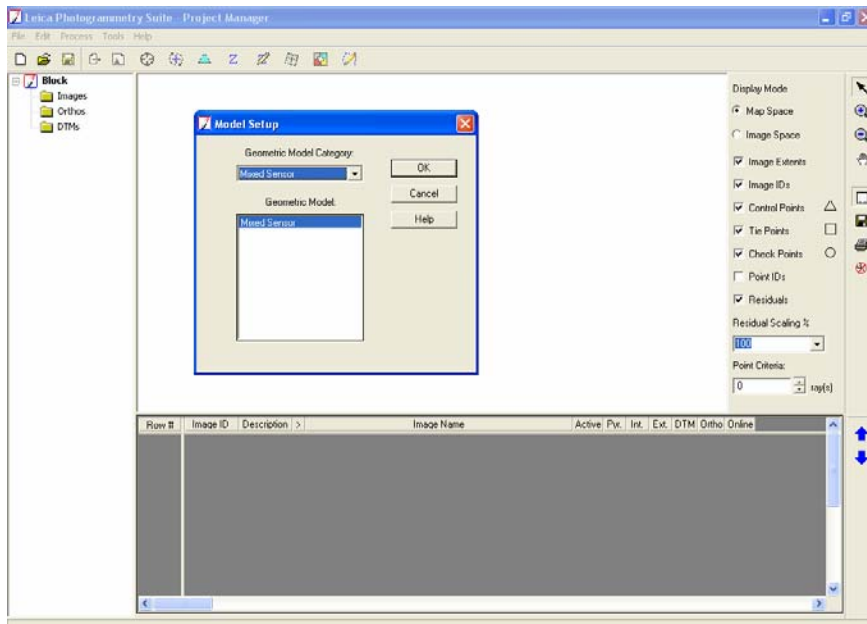 Leica Photogrammetry Suite - Project Manager
File Edit Process Tools Help
Block
Images
Orthos
DTMs
Model Setup
Geometric Model Category:
Mixed Sensor
Geometric Model:
Mixed Sensor
OK
Cancel
Help
Display Mode
Map Space
Image Space
Image Extents
Image IDs
Control Points
Tie Points
Check Points
Point IDs
Residuals
Residual Scaling %
100
Point Criteria:
0 ray(s)
Row # Image ID Description > Image Name Active Pyr. Int. Ext. DTM Ortho Online